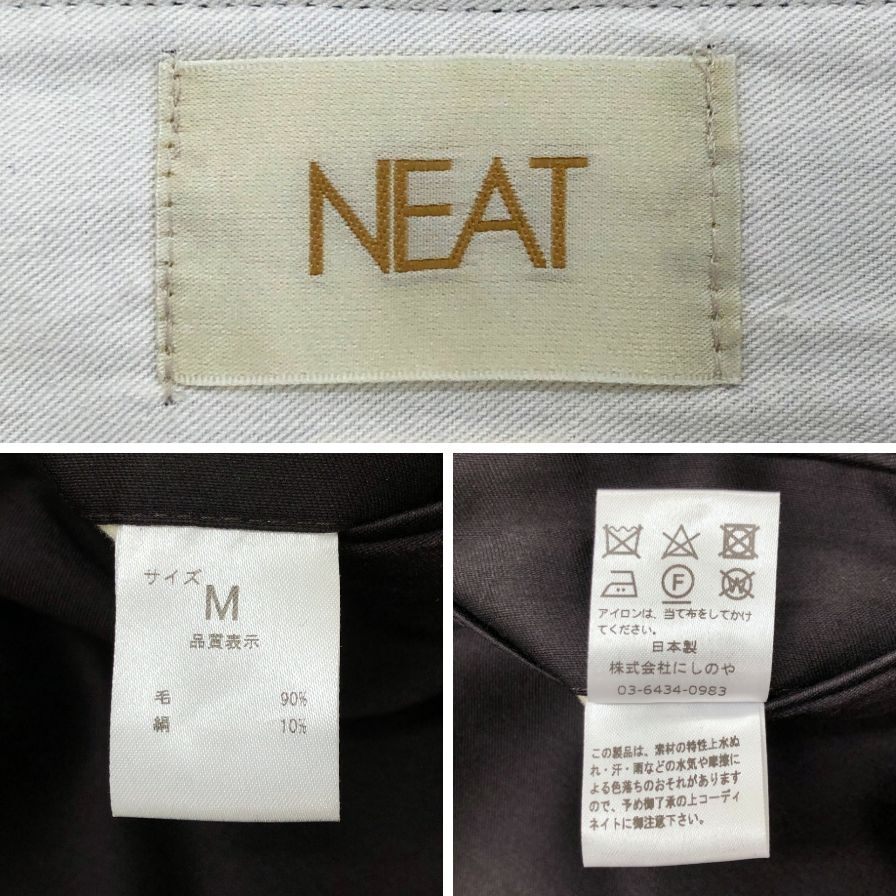 NEAT
サイズ
M
品質表示
毛 90%
絹 10%
F
W
アイロンは、当て布をしてかけ
てください。
日本製
株式会社にしのや
03-6434-0983
この製品は、素材の特性上水ぬ
れ・汗・雨などの水気や摩擦に
よる色落ちのおそれがあります
ので、予め御了承の上コーディ
ネイトに御注意下さい。